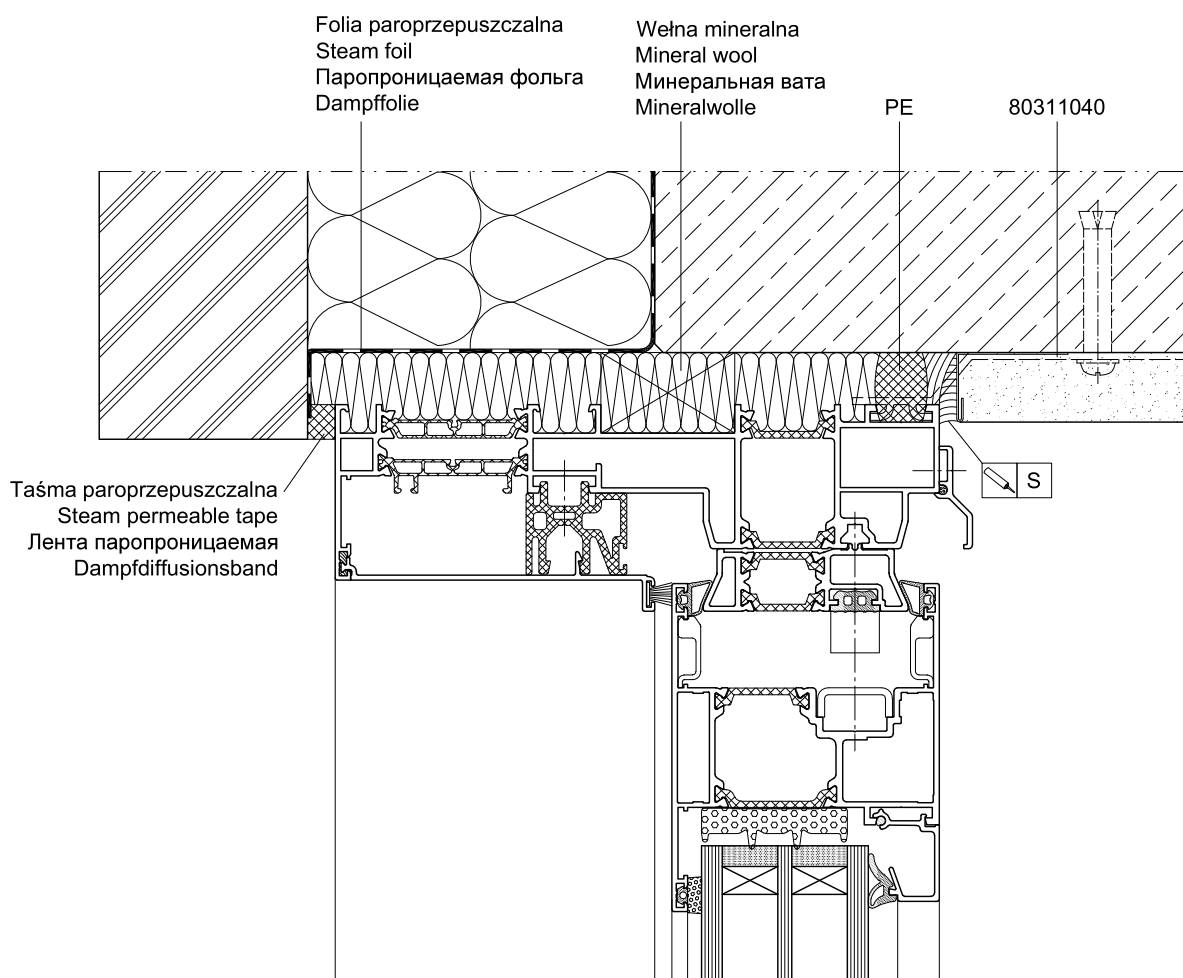 Folia paroprzepuszczalna
Steam foil
Паропроницаемая фольга
Dampffolie
Wełna mineralna
Mineral wool
Минеральная вата
Mineralwolle
PE
80311040
Taśma paroprzepuszczalna
Steam permeable tape
Лента паропроницаемая
Dampfdiffusionsband
S